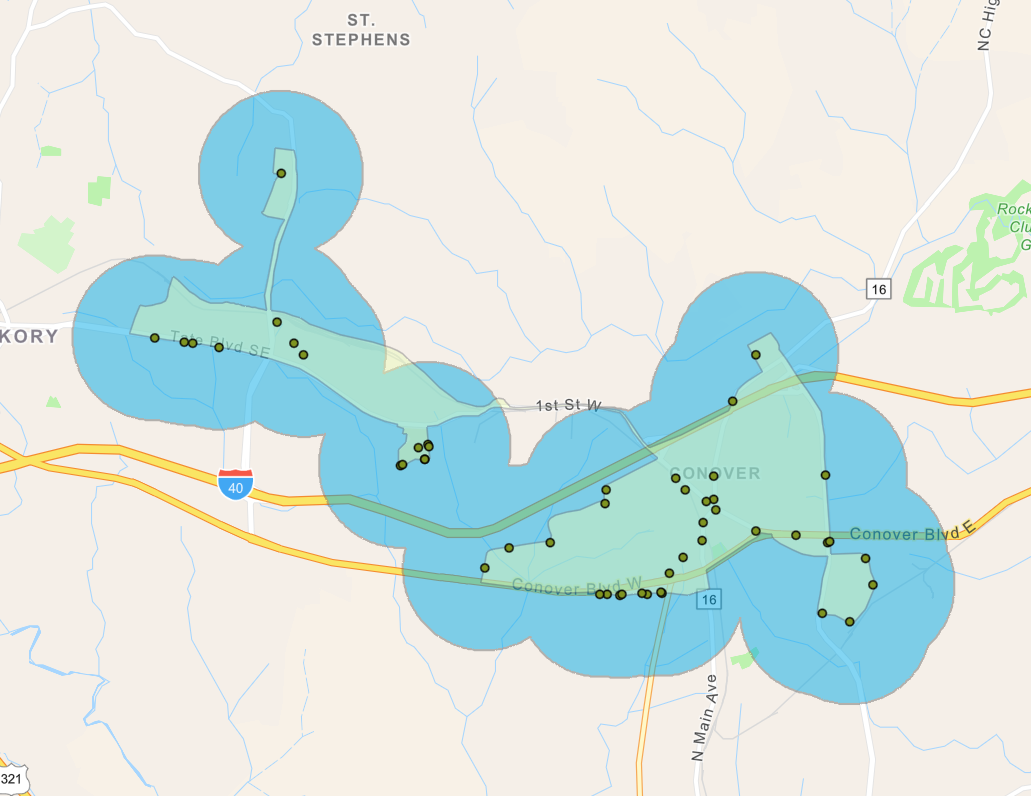 ST.
STEPHENS
NC Hig
Rock
Clu
G
16
KORY
Tate Blvd SE
1st St W
CONOVER
40
Conover Blvd E
Conover Blvd W
16
N Main Ave
321